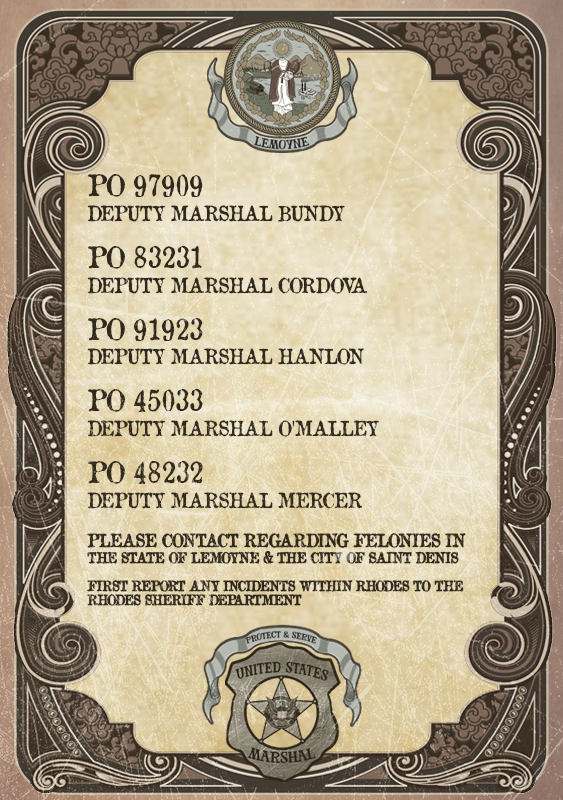 LEMOYNE
PO 97909
DEPUTY MARSHAL BUNDY
PO 83231
DEPUTY MARSHAL CORDOVA
PO 91923
DEPUTY MARSHAL HANLON
PO 45033
DEPUTY MARSHAL O'MALLEY
PO 48232
DEPUTY MARSHAL MERCER
PLEASE CONTACT REGARDING FELONIES IN
THE STATE OF LEMOYNE & THE CITY OF SAINT DENIS
FIRST REPORT ANY INCIDENTS WITHIN RHODES TO THE
RHODES SHERIFF DEPARTMENT
PROTECT & SERVE
UNITED STATES
MARSHAL